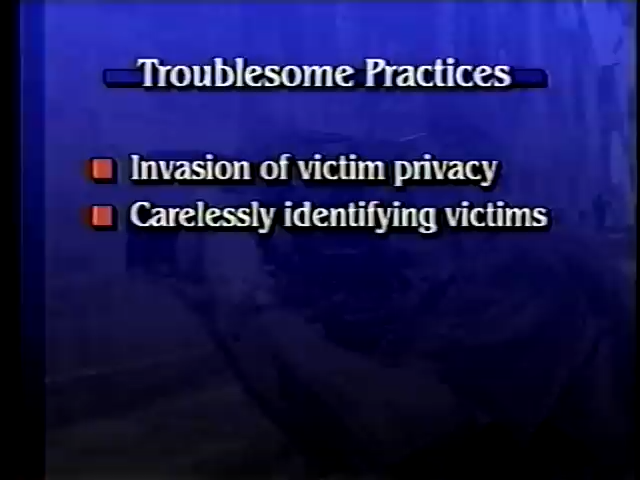 Troublesome Practices
Invasion of victim privacy
Carelessly identifying victims